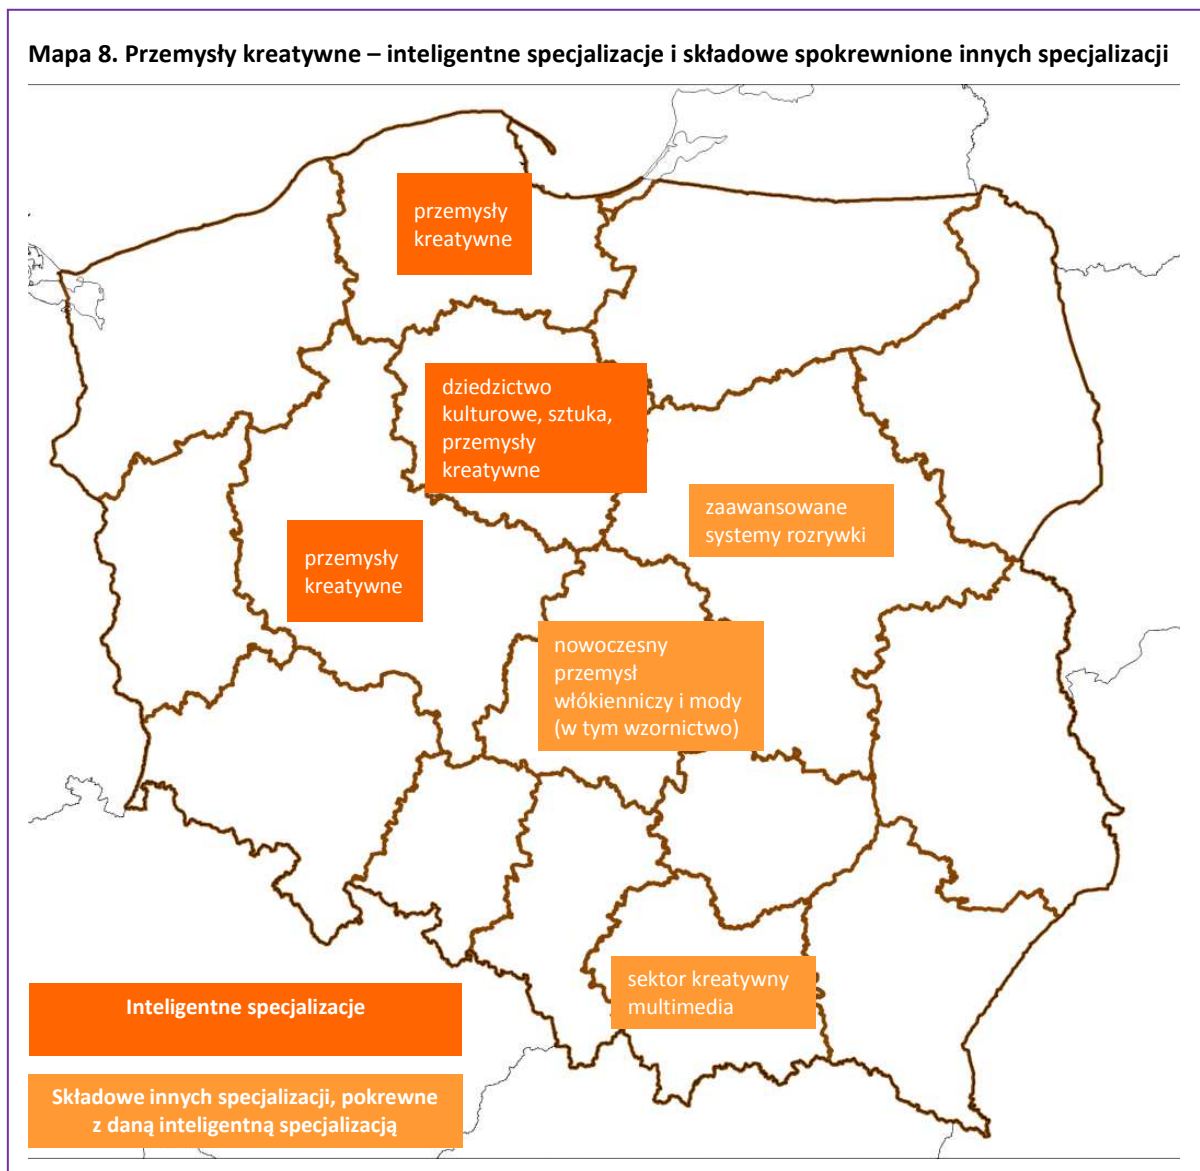 Mapa 8. Przemysły kreatywne – inteligentne specjalizacje i składowe spokrewnione innych specjalizacji
przemysły
kreatywne
dziedzictwo
kulturowe, sztuka,
przemysły
kreatywne
zaawansowane
systemy rozrywki
przemysły
kreatywne
nowoczesny
przemysł
włókienniczy i mody
(w tym wzornictwo)
sektor kreatywny
multimedia
Inteligentne specjalizacje
Składowe innych specjalizacji, pokrewne
z daną inteligentną specjalizacją